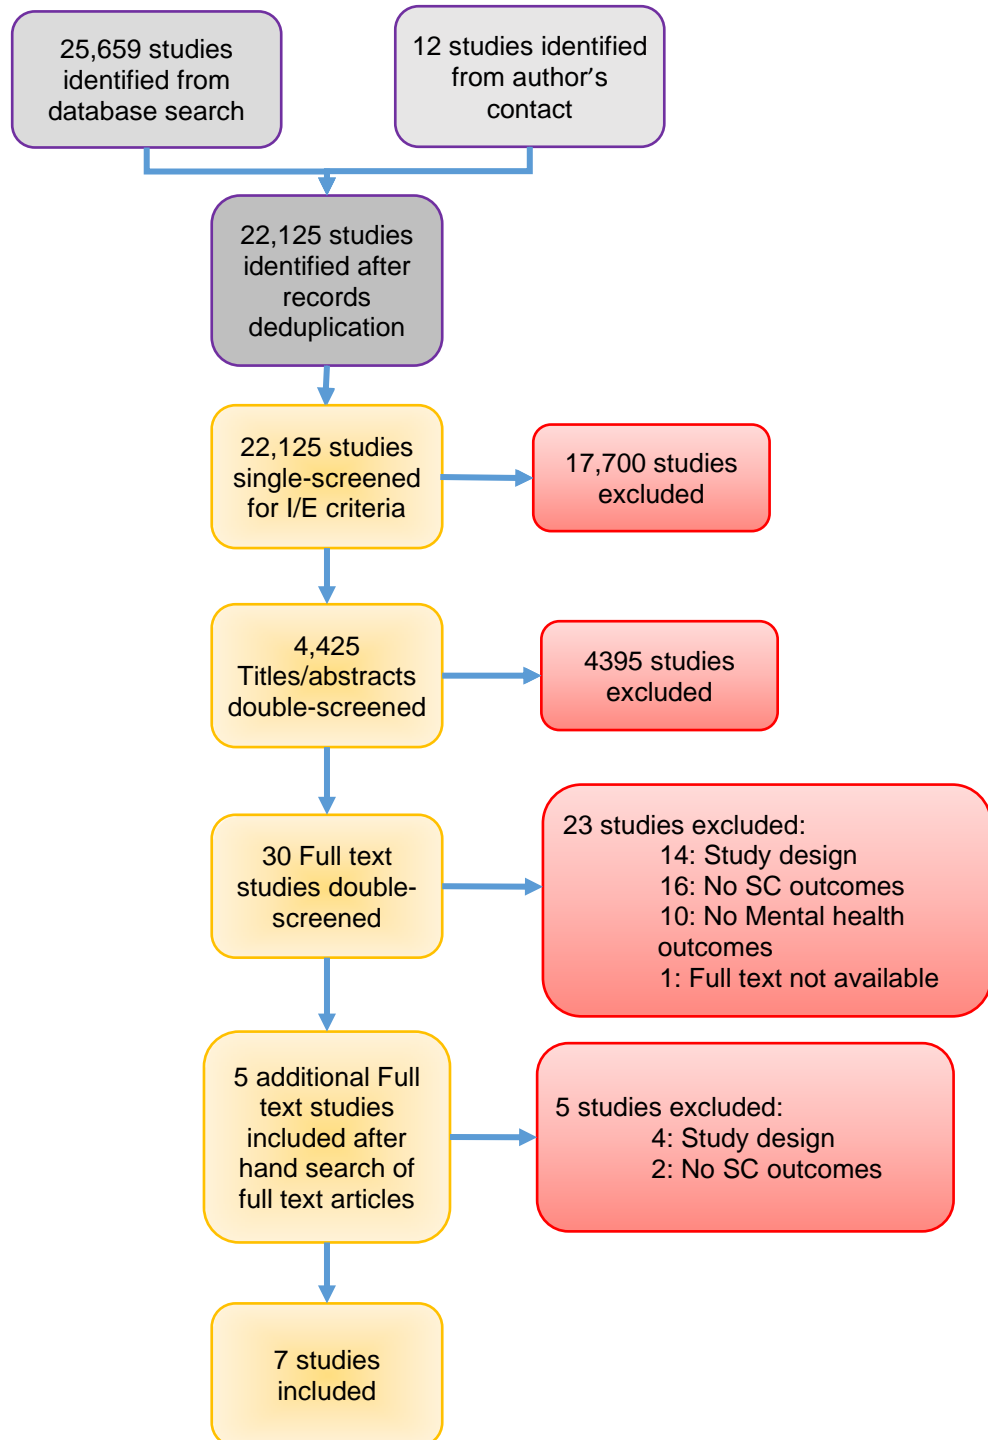 25,659 studies
identified from
database search
12 studies identified
from author's
contact
22,125 studies
identified after
records
deduplication
22,125 studies
single-screened
for I/E criteria
17,700 studies
excluded
4,425
Titles/abstracts
double-screened
4395 studies
excluded
30 Full text
studies double-
screened
23 studies excluded:
14: Study design
16: No SC outcomes
10: No Mental health
outcomes
1: Full text not available
5 additional Full
text studies
included after
hand search of
full text articles
5 studies excluded:
4: Study design
2: No SC outcomes
7 studies
included